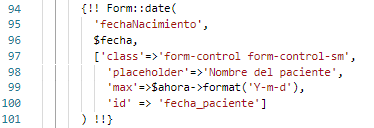 94 {!! Form::date(
95 'fechaNacimiento',
96 $fecha,
97 ['class'=>'form-control form-control-sm',
98 'placeholder'=>'Nombre del paciente',
99 'max'=>$ahora->format('Y-m-d'),
100 'id' => 'fecha_paciente']
101 ) !!}